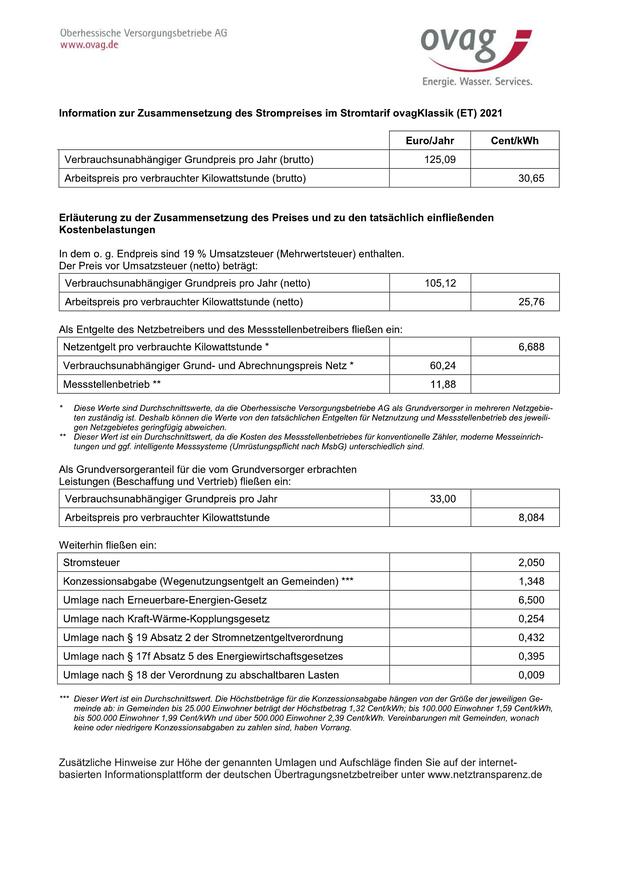 Oberhessische Versorgungsbetriebe AG
www.ovag.de
ovag
Energie. Wasser. Services.
Information zur Zusammensetzung des Strompreises im Stromtarif ovagKlassik (ET) 2021
Euro/Jahr Cent/kWh
Verbrauchsunabhängiger Grundpreis pro Jahr (brutto) 125,09
Arbeitspreis pro verbrauchter Kilowattstunde (brutto) 30,65
Erläuterung zu der Zusammensetzung des Preises und zu den tatsächlich einfließenden
Kostenbelastungen
In dem o. g. Endpreis sind 19 % Umsatzsteuer (Mehrwertsteuer) enthalten.
Der Preis vor Umsatzsteuer (netto) beträgt:
Verbrauchsunabhängiger Grundpreis pro Jahr (netto) 105,12
Arbeitspreis pro verbrauchter Kilowattstunde (netto) 25,76
Als Entgelte des Netzbetreibers und des Messstellenbetreibers fließen ein:
Netzentgelt pro verbrauchte Kilowattstunde * 6,688
Verbrauchsunabhängiger Grund- und Abrechnungspreis Netz * 60,24
Messstellenbetrieb ** 11,88
* Diese Werte sind Durchschnittswerte, da die Oberhessische Versorgungsbetriebe AG als Grundversorger in mehreren Netzgebie-
ten zuständig ist. Deshalb können die Werte von den tatsächlichen Entgelten für Netznutzung und Messstellenbetrieb des jeweili-
gen Netzgebietes geringfügig abweichen.
** Dieser Wert ist ein Durchschnittswert, da die Kosten des Messstellenbetriebes für konventionelle Zähler, moderne Messeinrich-
tungen und ggf. intelligente Messsysteme (Umrüstungspflicht nach MsbG) unterschiedlich sind.
Als Grundversorgeranteil für die vom Grundversorger erbrachten
Leistungen (Beschaffung und Vertrieb) fließen ein:
Verbrauchsunabhängiger Grundpreis pro Jahr 33,00
Arbeitspreis pro verbrauchter Kilowattstunde 8,084
Weiterhin fließen ein:
Stromsteuer 2,050
Konzessionsabgabe (Wegenutzungsentgelt an Gemeinden) *** 1,348
Umlage nach Erneuerbare-Energien-Gesetz 6,500
Umlage nach Kraft-Wärme-Kopplungsgesetz 0,254
Umlage nach § 19 Absatz 2 der Stromnetzentgeltverordnung 0,432
Umlage nach § 17f Absatz 5 des Energiewirtschaftsgesetzes 0,395
Umlage nach § 18 der Verordnung zu abschaltbaren Lasten 0,009
*** Dieser Wert ist ein Durchschnittswert. Die Höchstbeträge für die Konzessionsabgabe hängen von der Größe der jeweiligen Ge-
meinde ab: in Gemeinden bis 25.000 Einwohner beträgt der Höchstbetrag 1,32 Cent/kWh; bis 100.000 Einwohner 1,59 Cent/kWh,
bis 500.000 Einwohner 1,99 Cent/kWh und über 500.000 Einwohner 2,39 Cent/kWh. Vereinbarungen mit Gemeinden, wonach
keine oder niedrigere Konzessionsabgaben zu zahlen sind, haben Vorrang.
Zusätzliche Hinweise zur Höhe der genannten Umlagen und Aufschläge finden Sie auf der internet-
basierten Informationsplattform der deutschen Übertragungsnetzbetreiber unter www.netztransparenz.de